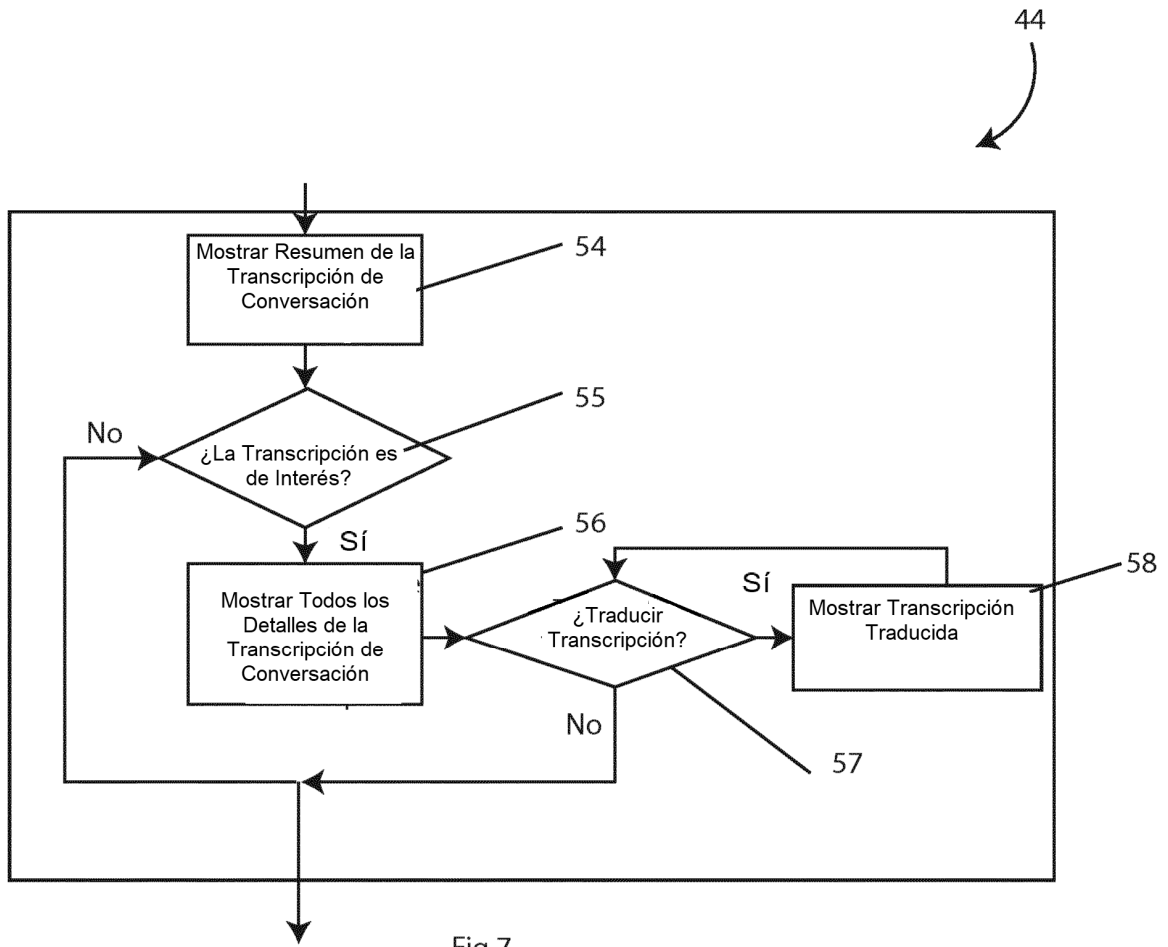 44
Mostrar Resumen de la
Transcripción de
Conversación
54
No
¿La Transcripción es
de Interés?
55
Sí
56
Mostrar Todos los
Detalles de la
Transcripción de
Conversación
¿Traducir
Transcripción?
Sí
Mostrar Transcripción
Traducida
58
No
57
Fig 7